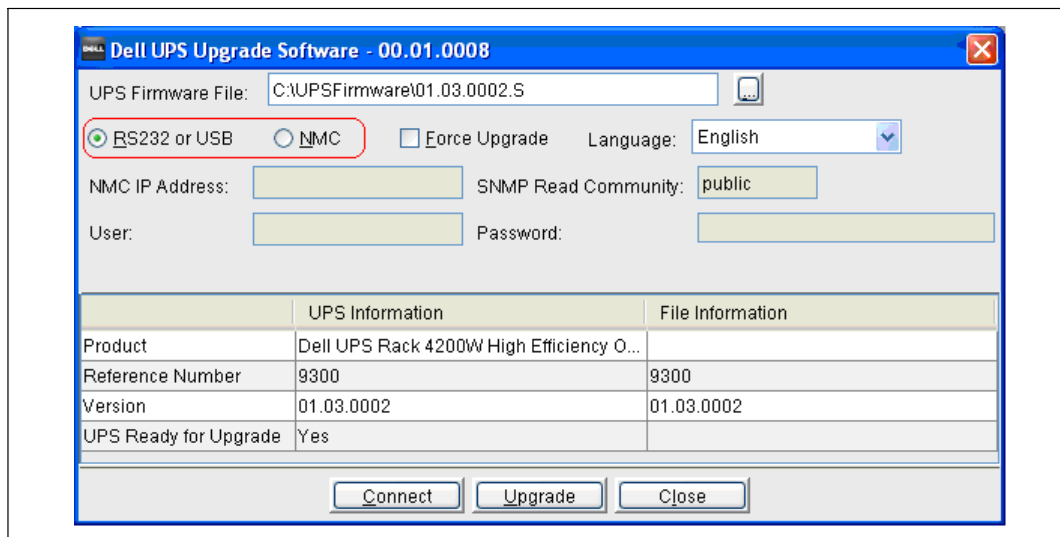 DELL Dell UPS Upgrade Software - 00.01.0008
UPS Firmware File: C:\UPSFirmware\01.03.0002.S ...
RS232 or USB NMC Force Upgrade Language: English
NMC IP Address: SNMP Read Community: public
User: Password:
UPS Information File Information
Product Dell UPS Rack 4200W High Efficiency O...
Reference Number 9300 9300
Version 01.03.0002 01.03.0002
UPS Ready for Upgrade Yes
Connect Upgrade Close